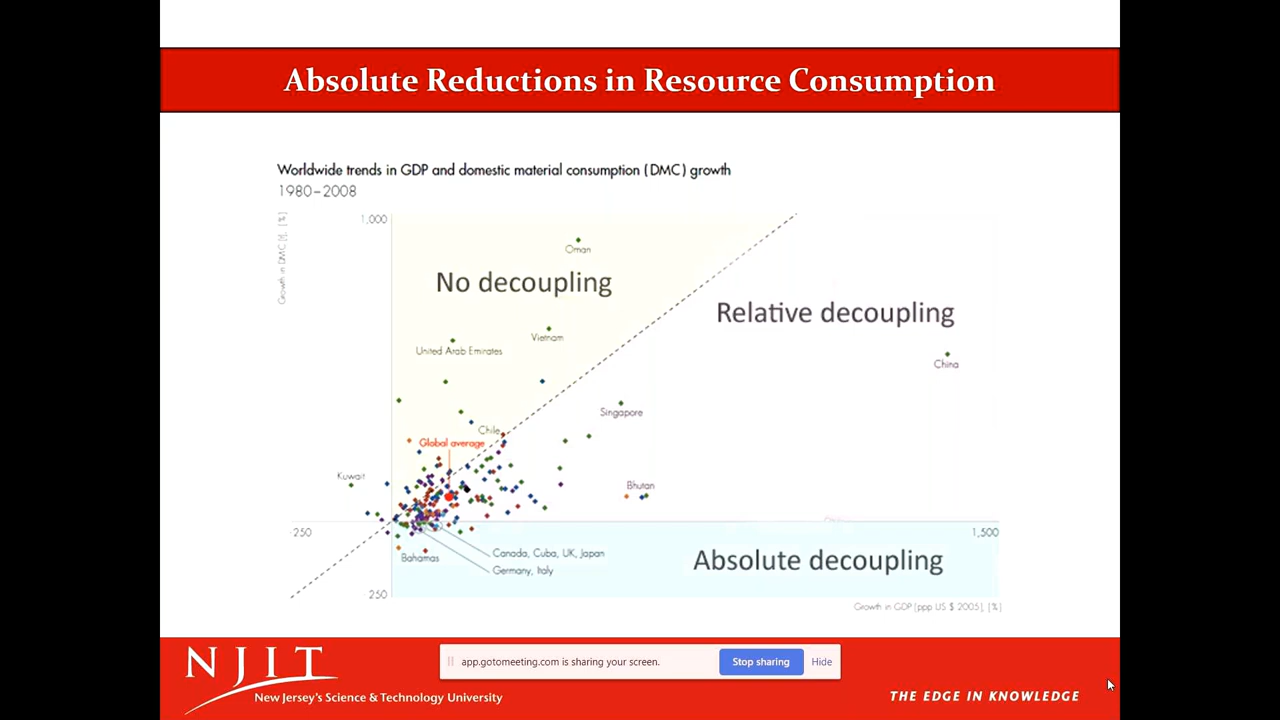 Absolute Reductions in Resource Consumption
Worldwide trends in GDP and domestic material consumption (DMC) growth
1980–2008
Growth in DMC [t], [%]
1,000
Oman
No decoupling
Relative decoupling
Vietnam
United Arab Emirates
China
Singapore
Chile
Global average
Kuwait
Bhutan
250
1,500
Canada, Cuba, UK, Japan
Bahamas
Absolute decoupling
Germany, Italy
250
Growth in GDP [ppp US $ 2005], [%]
NJIT
New Jersey's Science & Technology University
app.gotomeeting.com is sharing your screen.
Stop sharing
Hide
THE EDGE IN KNOWLEDGE